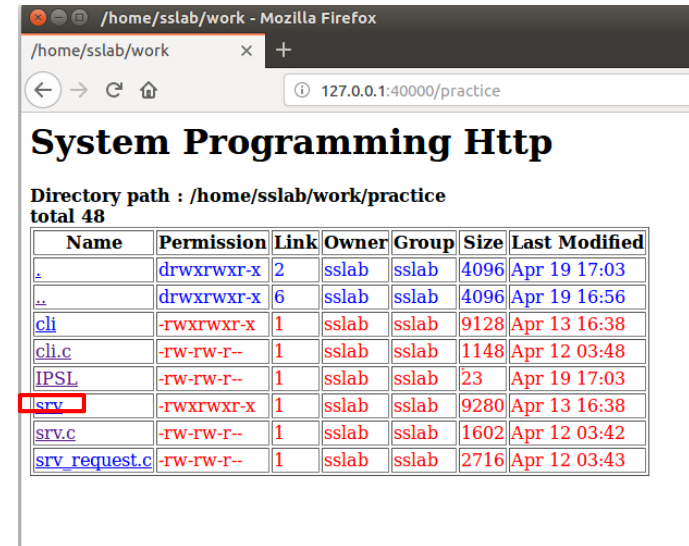 /home/sslab/work - Mozilla Firefox
/home/sslab/work
127.0.0.1:40000/practice
System Programming Http
Directory path : /home/sslab/work/practice
total 48
Name Permission Link Owner Group Size Last Modified
. drwxrwxr-x 2 sslab sslab 4096 Apr 19 17:03
.. drwxrwxr-x 6 sslab sslab 4096 Apr 19 16:56
cli -rwxrwxr-x 1 sslab sslab 9128 Apr 13 16:38
cli.c -rw-rw-r-- 1 sslab sslab 1148 Apr 12 03:48
IPSL -rw-rw-r-- 1 sslab sslab 23 Apr 19 17:03
srv -rwxrwxr-x 1 sslab sslab 9280 Apr 13 16:38
srv.c -rw-rw-r-- 1 sslab sslab 1602 Apr 12 03:42
srv_request.c -rw-rw-r-- 1 sslab sslab 2716 Apr 12 03:43